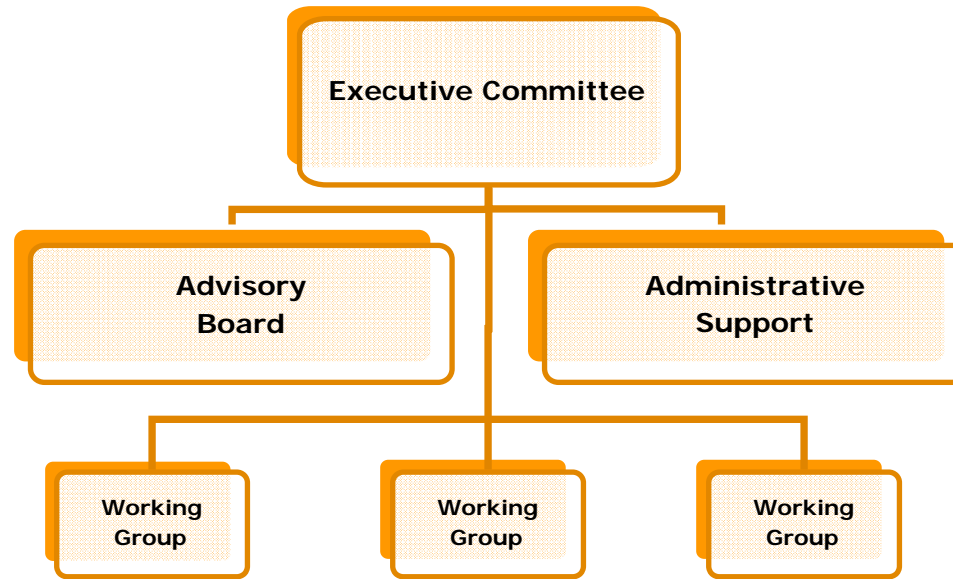 Executive Committee
Advisory
Board
Administrative
Support
Working
Group
Working
Group
Working
Group